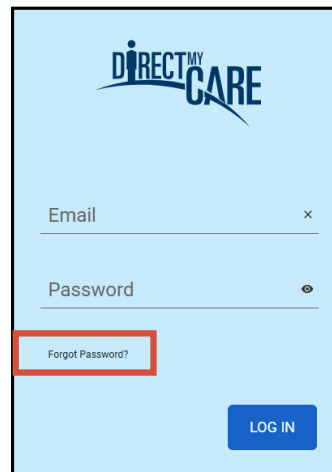 DIRECT MY
CARE
Email
Password
Forgot Password?
LOG IN